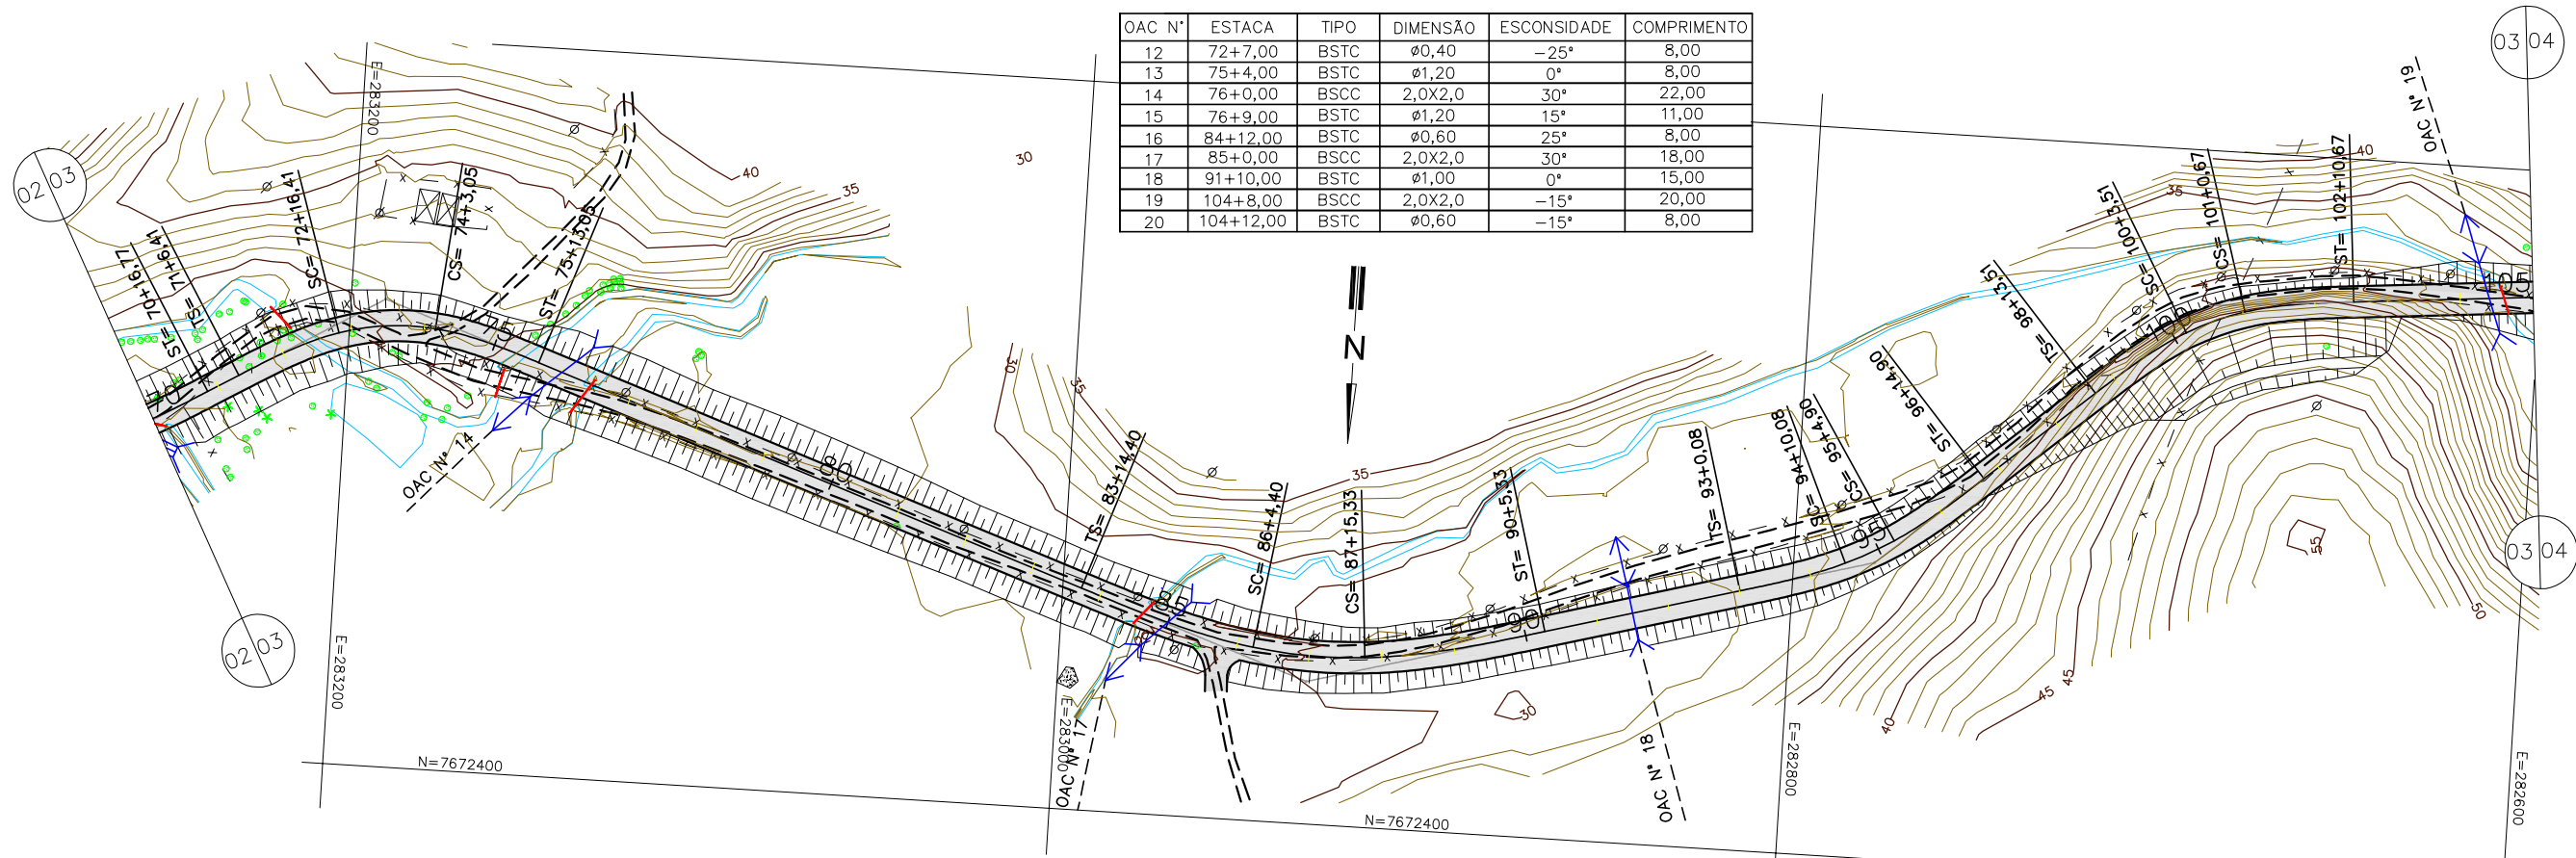 OAC N° ESTACA TIPO DIMENSÃO ESCONSIDADE COMPRIMENTO
12 72+7,00 BSTC ø0,40 −25° 8,00
13 75+4,00 BSTC ø1,20 0° 8,00
14 76+0,00 BSCC 2,0X2,0 30° 22,00
15 76+9,00 BSTC ø1,20 15° 11,00
16 84+12,00 BSTC ø0,60 25° 8,00
17 85+0,00 BSCC 2,0X2,0 30° 18,00
18 91+10,00 BSTC ø1,00 0° 15,00
19 104+8,00 BSCC 2,0X2,0 −15° 20,00
20 104+12,00 BSTC ø0,60 −15° 8,00
02 03
02 03
03 04
03 04
E=283200
E=283200
E=283000
E=282800
E=282600
N=7672400
N=7672400
N
ST= 70+16,77
TS= 71+6,41
SC= 72+16,41
CS= 74+3,05
ST= 75+13,05
TS= 83+14,40
SC= 86+4,40
CS= 87+15,33
ST= 90+5,33
TS= 93+0,08
SC= 94+10,08
CS= 95+4,90
ST= 96+14,90
TS= 98+13,51
SC= 100+3,51
CS= 101+0,67
ST= 102+10,67
OAC N° 14
OAC N° 17
OAC N° 18
OAC N° 19
70
75
80
85
90
95
100
105
40
35
30
30
35
35
30
30
40
35
40
45
45
50
55